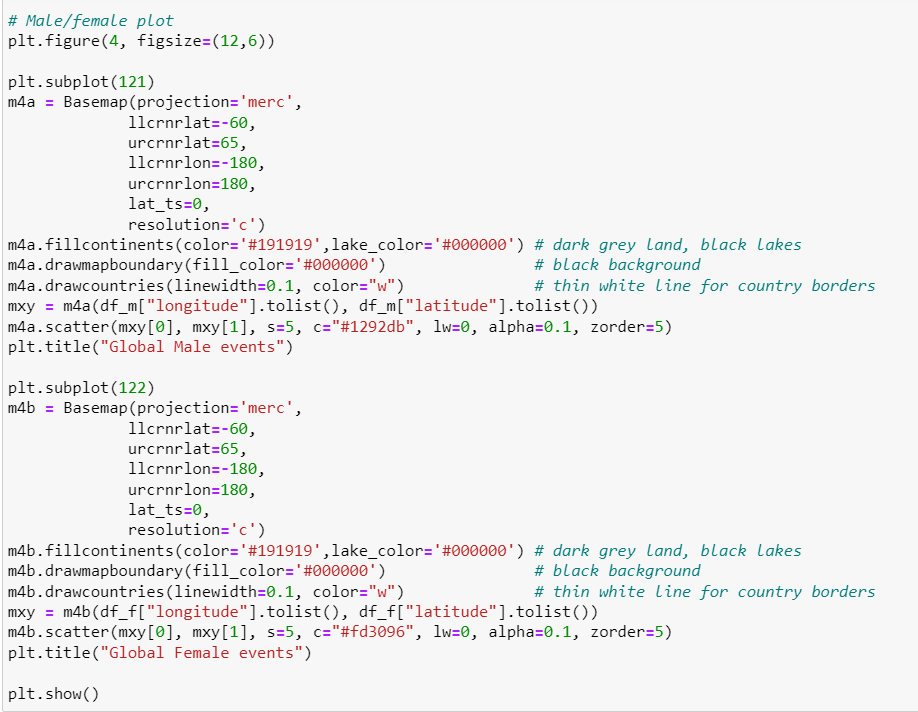 # Male/female plot
plt.figure(4, figsize=(12,6))

plt.subplot(121)
m4a = Basemap(projection='merc',
             llcrnrlat=-60,
             urcrnrlat=65,
             llcrnrlon=-180,
             urcrnrlon=180,
             lat_ts=0,
             resolution='c')
m4a.fillcontinents(color='#191919',lake_color='#000000') # dark grey land, black lakes
m4a.drawmapboundary(fill_color='#000000')                # black background
m4a.drawcountries(linewidth=0.1, color="w")              # thin white line for country borders
mxy = m4a(df_m["longitude"].tolist(), df_m["latitude"].tolist())
m4a.scatter(mxy[0], mxy[1], s=5, c="#1292db", lw=0, alpha=0.1, zorder=5)
plt.title("Global Male events")

plt.subplot(122)
m4b = Basemap(projection='merc',
             llcrnrlat=-60,
             urcrnrlat=65,
             llcrnrlon=-180,
             urcrnrlon=180,
             lat_ts=0,
             resolution='c')
m4b.fillcontinents(color='#191919',lake_color='#000000') # dark grey land, black lakes
m4b.drawmapboundary(fill_color='#000000')                # black background
m4b.drawcountries(linewidth=0.1, color="w")              # thin white line for country borders
mxy = m4b(df_f["longitude"].tolist(), df_f["latitude"].tolist())
m4b.scatter(mxy[0], mxy[1], s=5, c="#fd3096", lw=0, alpha=0.1, zorder=5)
plt.title("Global Female events")

plt.show()